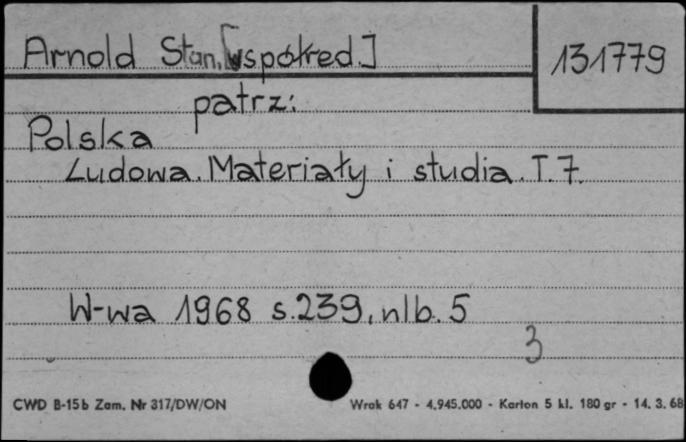 Arnold Stan. [współred.]
131779
patrz:
Polska
Ludowa. Materiały i studia. T. 7.
W-wa 1968 s. 239, nlb. 5
3
CWD B-15b Zam. Nr 317/DW/ON
Wrok 647 - 4.945.000 - Karton 5 kl. 180 gr - 14. 3. 68